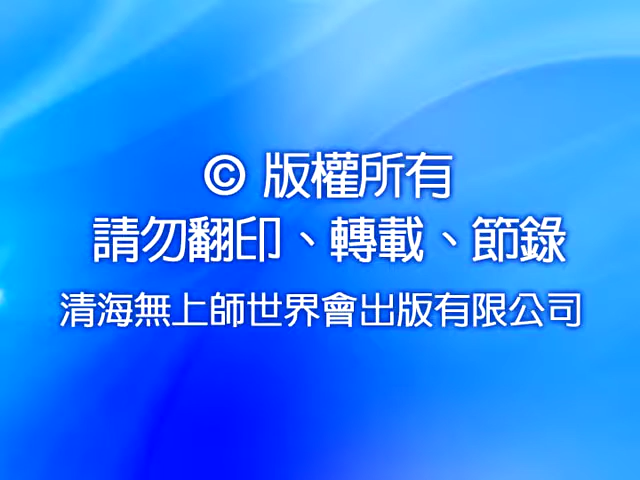 © 版權所有
請勿翻印、轉載、節錄
清海無上師世界會出版有限公司